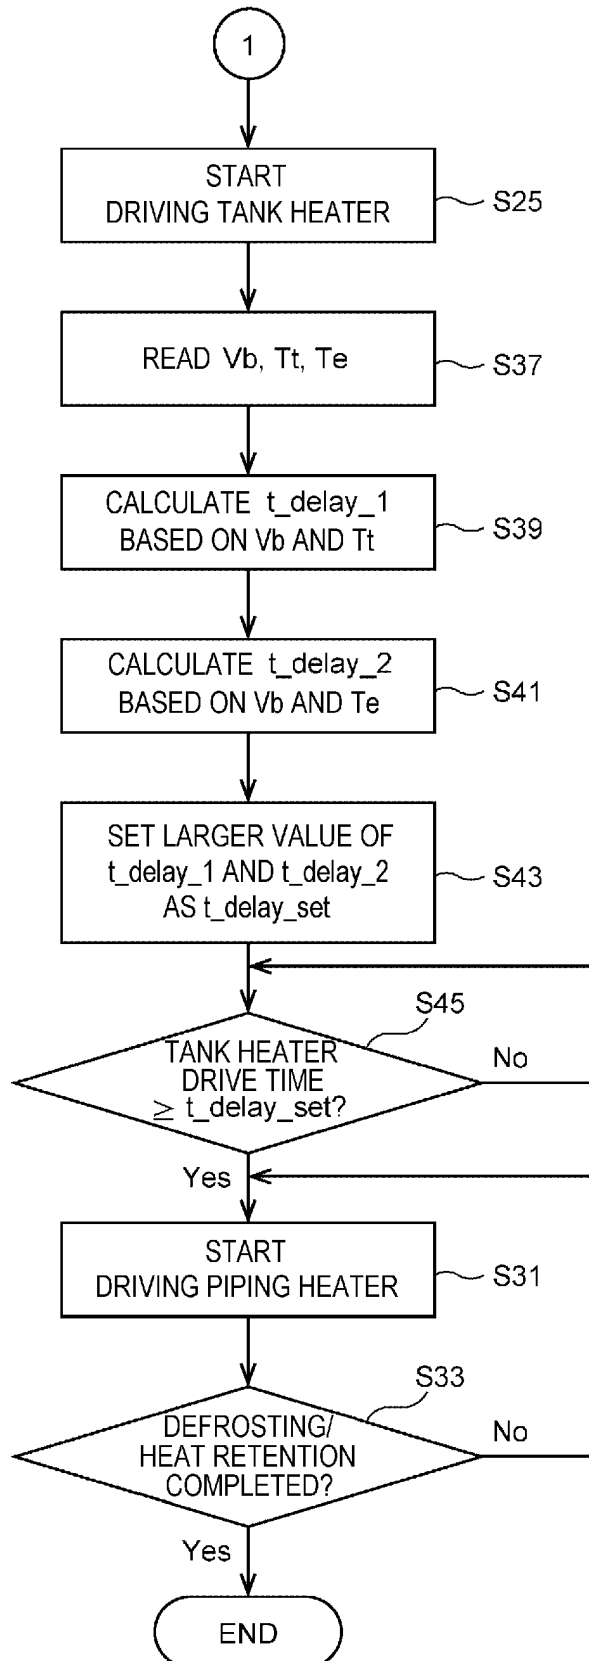 1
START
DRIVING TANK HEATER
S25
READ Vb, Tt, Te
S37
CALCULATE t_delay_1
BASED ON Vb AND Tt
S39
CALCULATE t_delay_2
BASED ON Vb AND Te
S41
SET LARGER VALUE OF
t_delay_1 AND t_delay_2
AS t_delay_set
S43
S45
TANK HEATER
DRIVE TIME
≥ t_delay_set?
No
Yes
START
DRIVING PIPING HEATER
S31
S33
DEFROSTING/
HEAT RETENTION
COMPLETED?
No
Yes
END